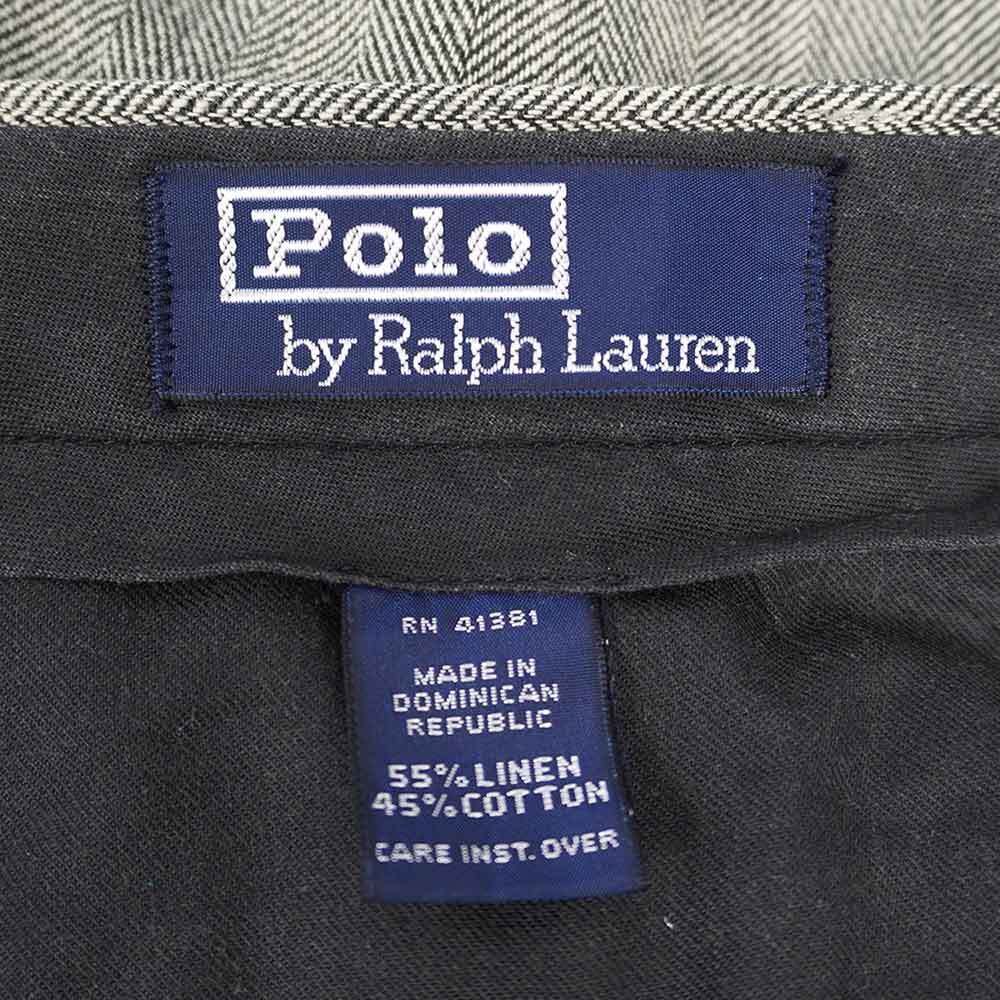 Polo
by Ralph Lauren
RN 41381
MADE IN
DOMINICAN
REPUBLIC
55% LINEN
45% COTTON
CARE INST. OVER